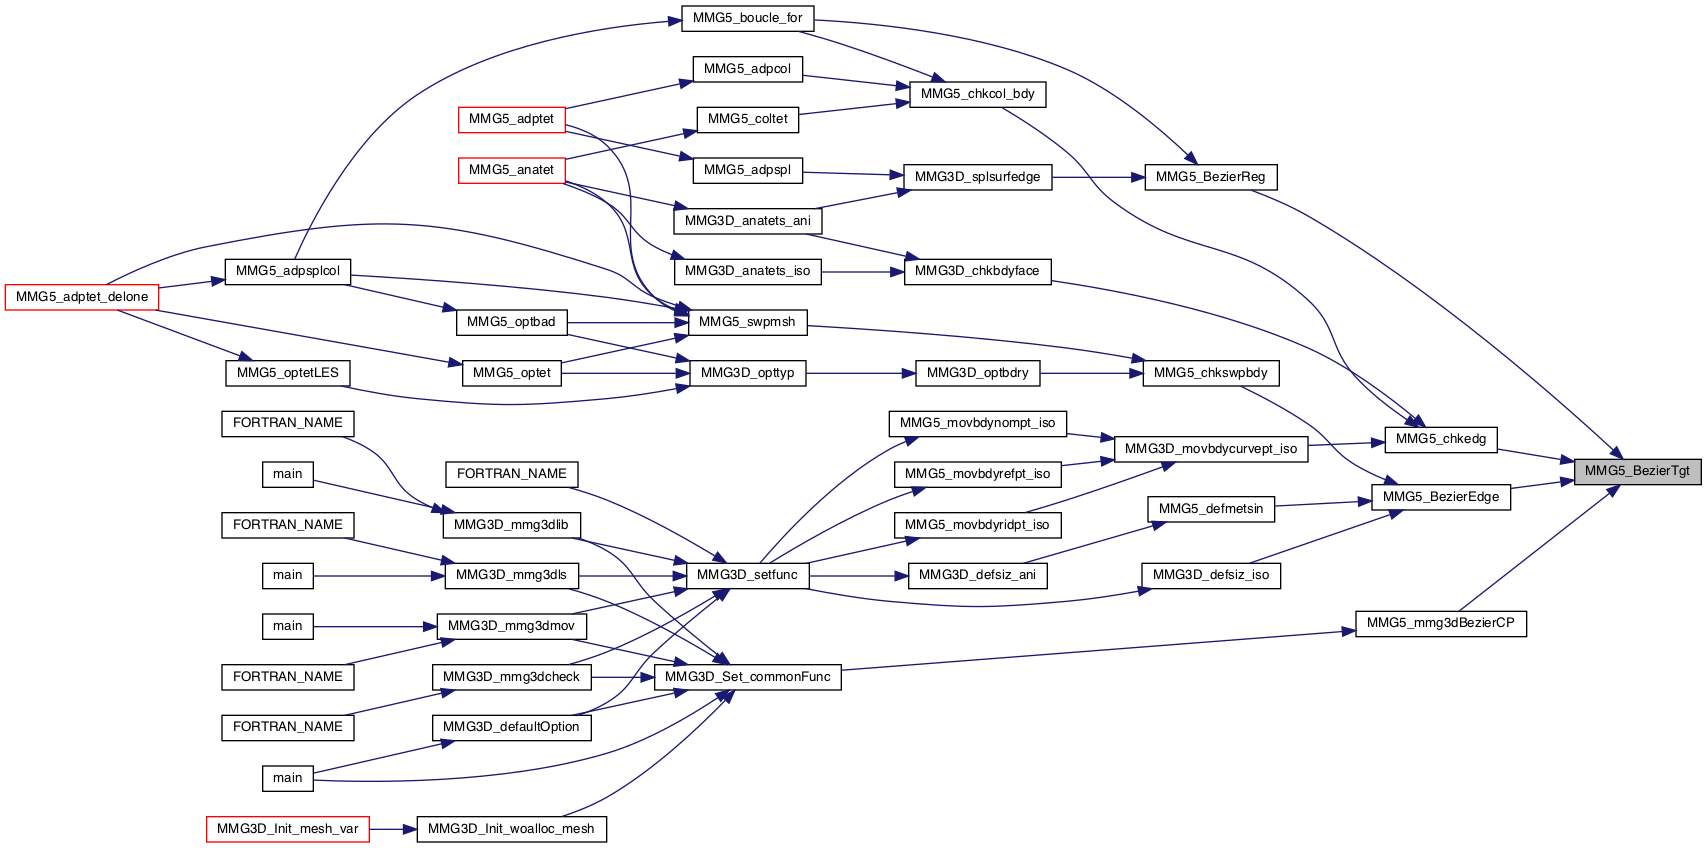 MMG5_boucle_for
MMG5_adpcol
MMG5_chkcol_bdy
MMG5_adptet
MMG5_coltet
MMG5_anatet
MMG5_adpspl
MMG3D_splsurfedge
MMG5_BezierReg
MMG3D_anatets_ani
MMG5_adpsplcol
MMG3D_anatets_iso
MMG3D_chkbdyface
MMG5_adptet_delone
MMG5_optbad
MMG5_swpmsh
MMG5_optetLES
MMG5_optet
MMG3D_opttyp
MMG3D_optbdry
MMG5_chkswpbdy
FORTRAN_NAME
MMG5_movbdynompt_iso
MMG5_chkedg
MMG3D_movbdycurvept_iso
main
FORTRAN_NAME
MMG5_movbdyrefpt_iso
MMG5_BezierTgt
MMG5_BezierEdge
MMG5_defmetsin
FORTRAN_NAME
MMG3D_mmg3dlib
MMG5_movbdyridpt_iso
main
MMG3D_mmg3dls
MMG3D_setfunc
MMG3D_defsiz_ani
MMG3D_defsiz_iso
main
MMG3D_mmg3dmov
MMG5_mmg3dBezierCP
FORTRAN_NAME
MMG3D_mmg3dcheck
MMG3D_Set_commonFunc
FORTRAN_NAME
MMG3D_defaultOption
main
MMG3D_Init_mesh_var
MMG3D_Init_woalloc_mesh